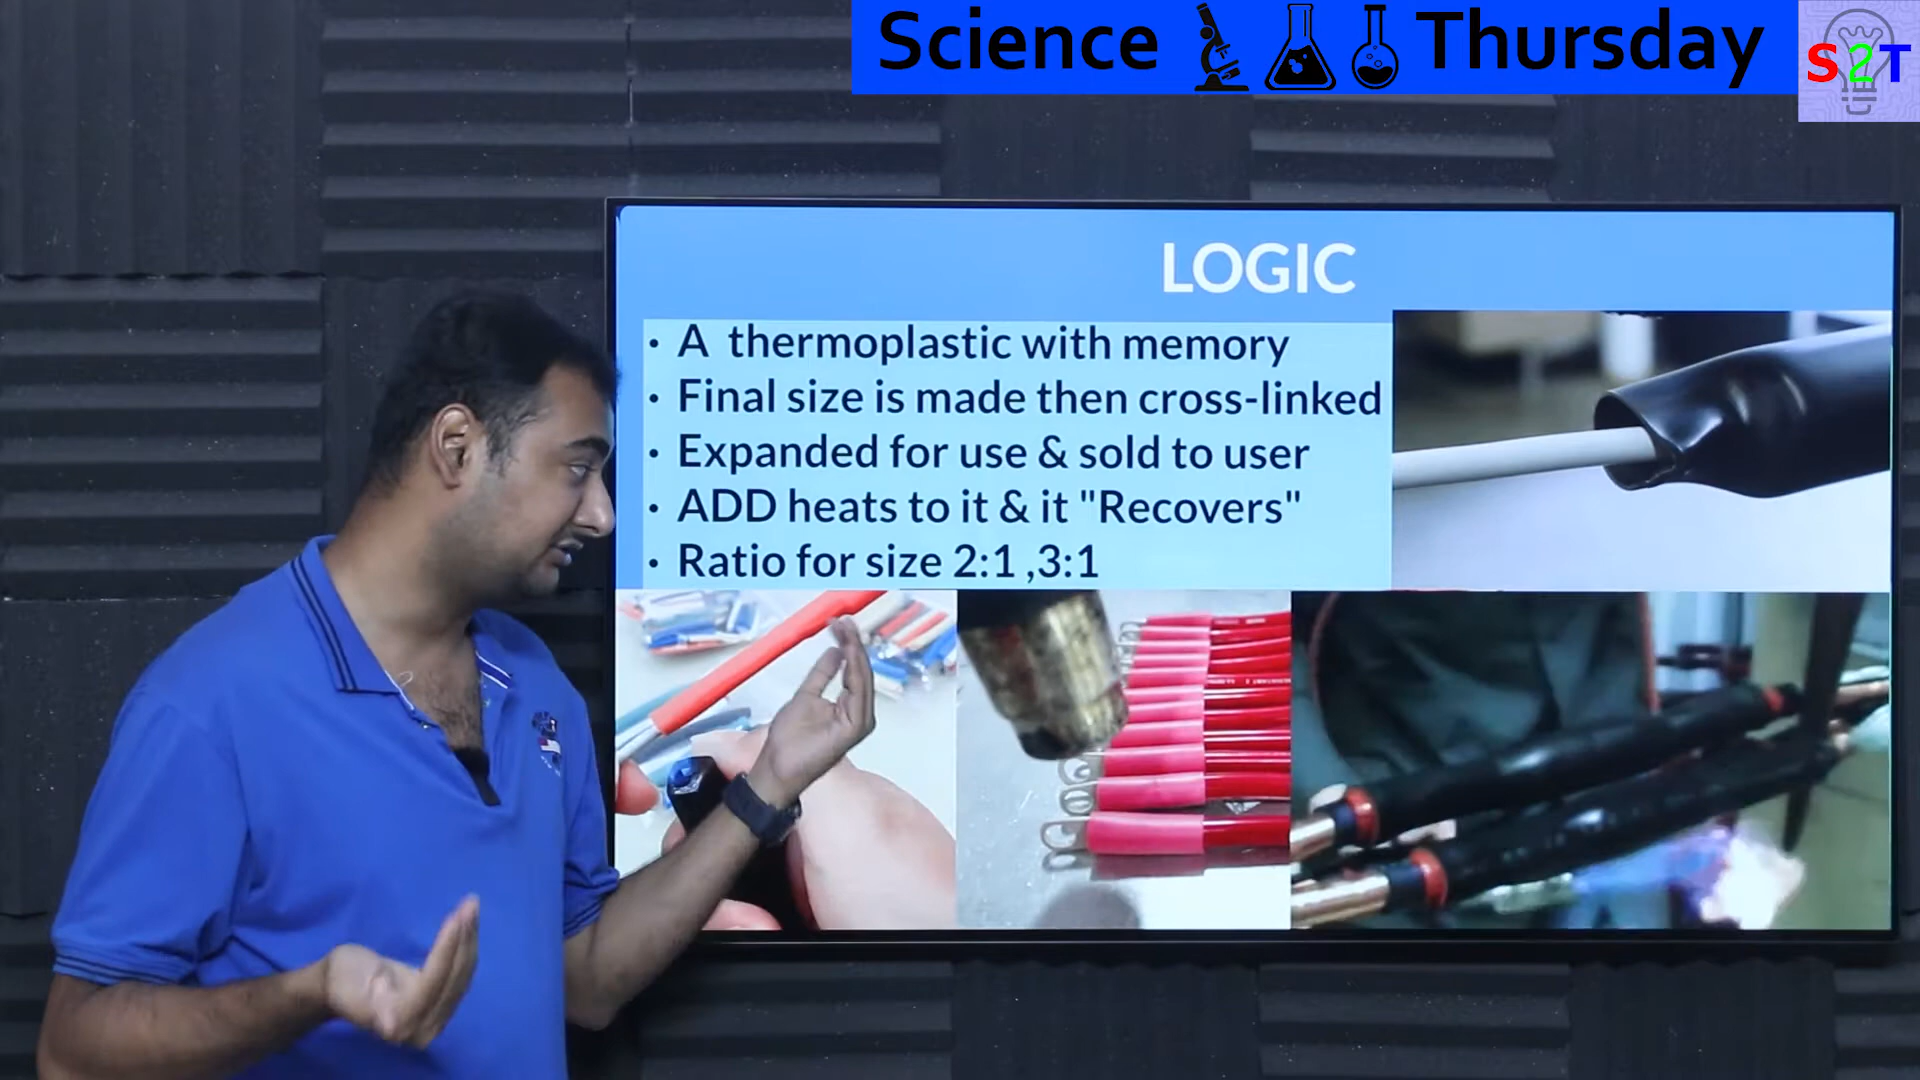 Science Thursday
S2T
LOGIC
• A thermoplastic with memory
• Final size is made then cross-linked
• Expanded for use & sold to user
• ADD heats to it & it "Recovers"
• Ratio for size 2:1 ,3:1